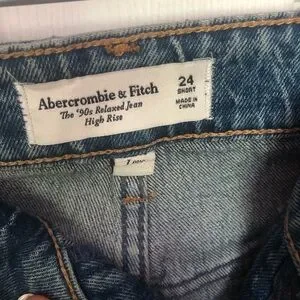 Abercrombie & Fitch
The '90s Relaxed Jean
High Rise
24
SHORT
MADE IN
CHINA